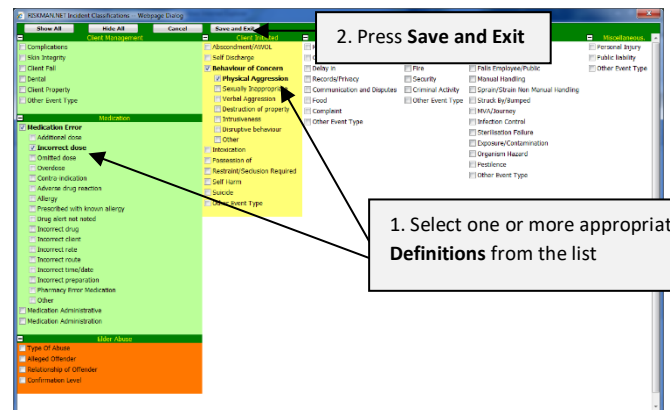 RISKMAN.NET Incident Classifications -- Webpage Dialog
Show All
Hide All
Cancel
Save and Exit
Client Management
Complications
Skin Integrity
Client Fall
Dental
Client Property
Other Event Type
Medication
Medication Error
Additional dose
Incorrect dose
Omitted dose
Overdose
Contra indication
Adverse drug reaction
Allergy
Prescribed with known allergy
Drug alert not noted
Incorrect drug
Incorrect client
Incorrect rate
Incorrect route
Incorrect time/date
Incorrect preparation
Pharmacy Error Medication
Other
Medication Administrative
Medication Administration
Elder Abuse
Type Of Abuse
Alleged Offender
Relationship of Offender
Confirmation Level
Client Initiated
Abscondment/AWOL
Self Discharge
Behaviour of Concern
Physical Aggression
Sexually Inappropriate
Verbal Aggression
Destruction of property
Intrusiveness
Disruptive behaviour
Other
Intoxication
Possession of
Restraint/Seclusion Required
Self Harm
Suicide
Other Event Type
Delay in
Records/Privacy
Communication and Disputes
Food
Complaint
Other Event Type
Fire
Security
Criminal Activity
Other Event Type
Falls Employee/Public
Manual Handling
Sprain/Strain Non Manual Handling
Struck By/Bumped
MVA/Journey
Infection Control
Sterilisation Failure
Exposure/Contamination
Organism Hazard
Pestilence
Other Event Type
Miscellaneous
Personal Injury
Public liability
Other Event Type
2. Press Save and Exit
1. Select one or more appropriat
Definitions from the list